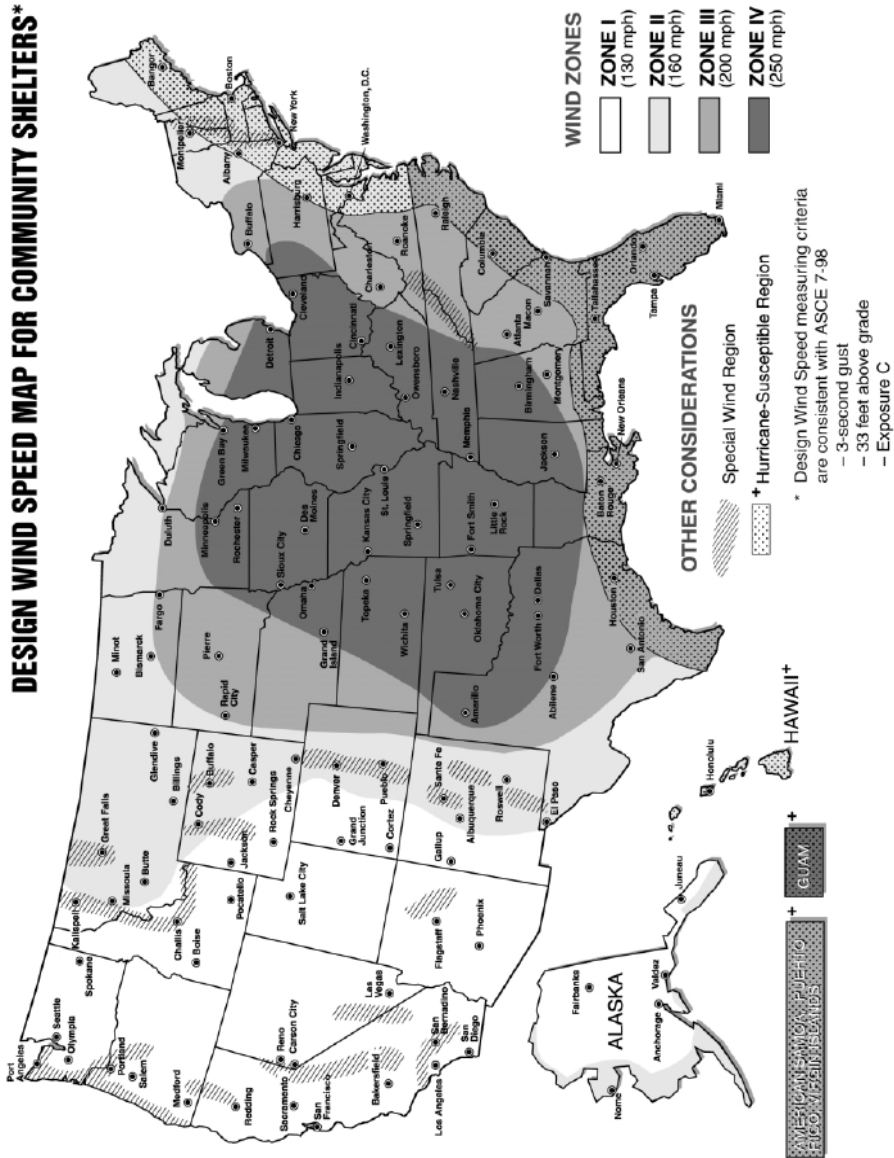 DESIGN WIND SPEED MAP FOR COMMUNITY SHELTERS*
Port
Angeles
Seattle
Olympia
Spokane
Portland
Salem
Medford
Kalispell
Missoula
Great Falls
Butte
Billings
Glendive
Minot
Bismarck
Fargo
Duluth
Bangor
Montpelier
Albany
Boston
Buffalo
New York
Harrisburg
Washington, D.C.
Challis
Boise
Pocatello
Cody
Buffalo
Jackson
Casper
Rock Springs
Cheyenne
Rapid
City
Pierre
Minneapolis
Rochester
Green Bay
Milwaukee
Detroit
Cleveland
Redding
Reno
Carson City
Sacramento
San
Francisco
Salt Lake City
Grand
Junction
Denver
Pueblo
Cortez
Grand
Island
Omaha
Sioux City
Des
Moines
Chicago
Springfield
Indianapolis
Cincinnati
Charleston
Roanoke
Raleigh
Bakersfield
Las
Vegas
Los Angeles
San
Bernadino
San
Diego
Flagstaff
Phoenix
Gallup
Santa Fe
Albuquerque
Roswell
El Paso
Topeka
Wichita
Kansas City
St. Louis
Springfield
Owensboro
Lexington
Nashville
Memphis
Amarillo
Tulsa
Oklahoma City
Fort Smith
Little
Rock
Fort Worth
Dallas
Abilene
San Antonio
Houston
Baton
Rouge
New Orleans
Jackson
Birmingham
Montgomery
Atlanta
Macon
Columbia
Savannah
Tallahassee
Orlando
Tampa
Miami
ALASKA
Fairbanks
Anchorage
Valdez
Nome
Juneau
Honolulu
HAWAII+
AMERICAN SAMOA, PUERTO
RICO, VIRGIN ISLANDS
+
GUAM
+
OTHER CONSIDERATIONS
Special Wind Region
+ Hurricane-Susceptible Region
* Design Wind Speed measuring criteria
are consistent with ASCE 7-98
– 3-second gust
– 33 feet above grade
– Exposure C
WIND ZONES
ZONE I
(130 mph)
ZONE II
(160 mph)
ZONE III
(200 mph)
ZONE IV
(250 mph)